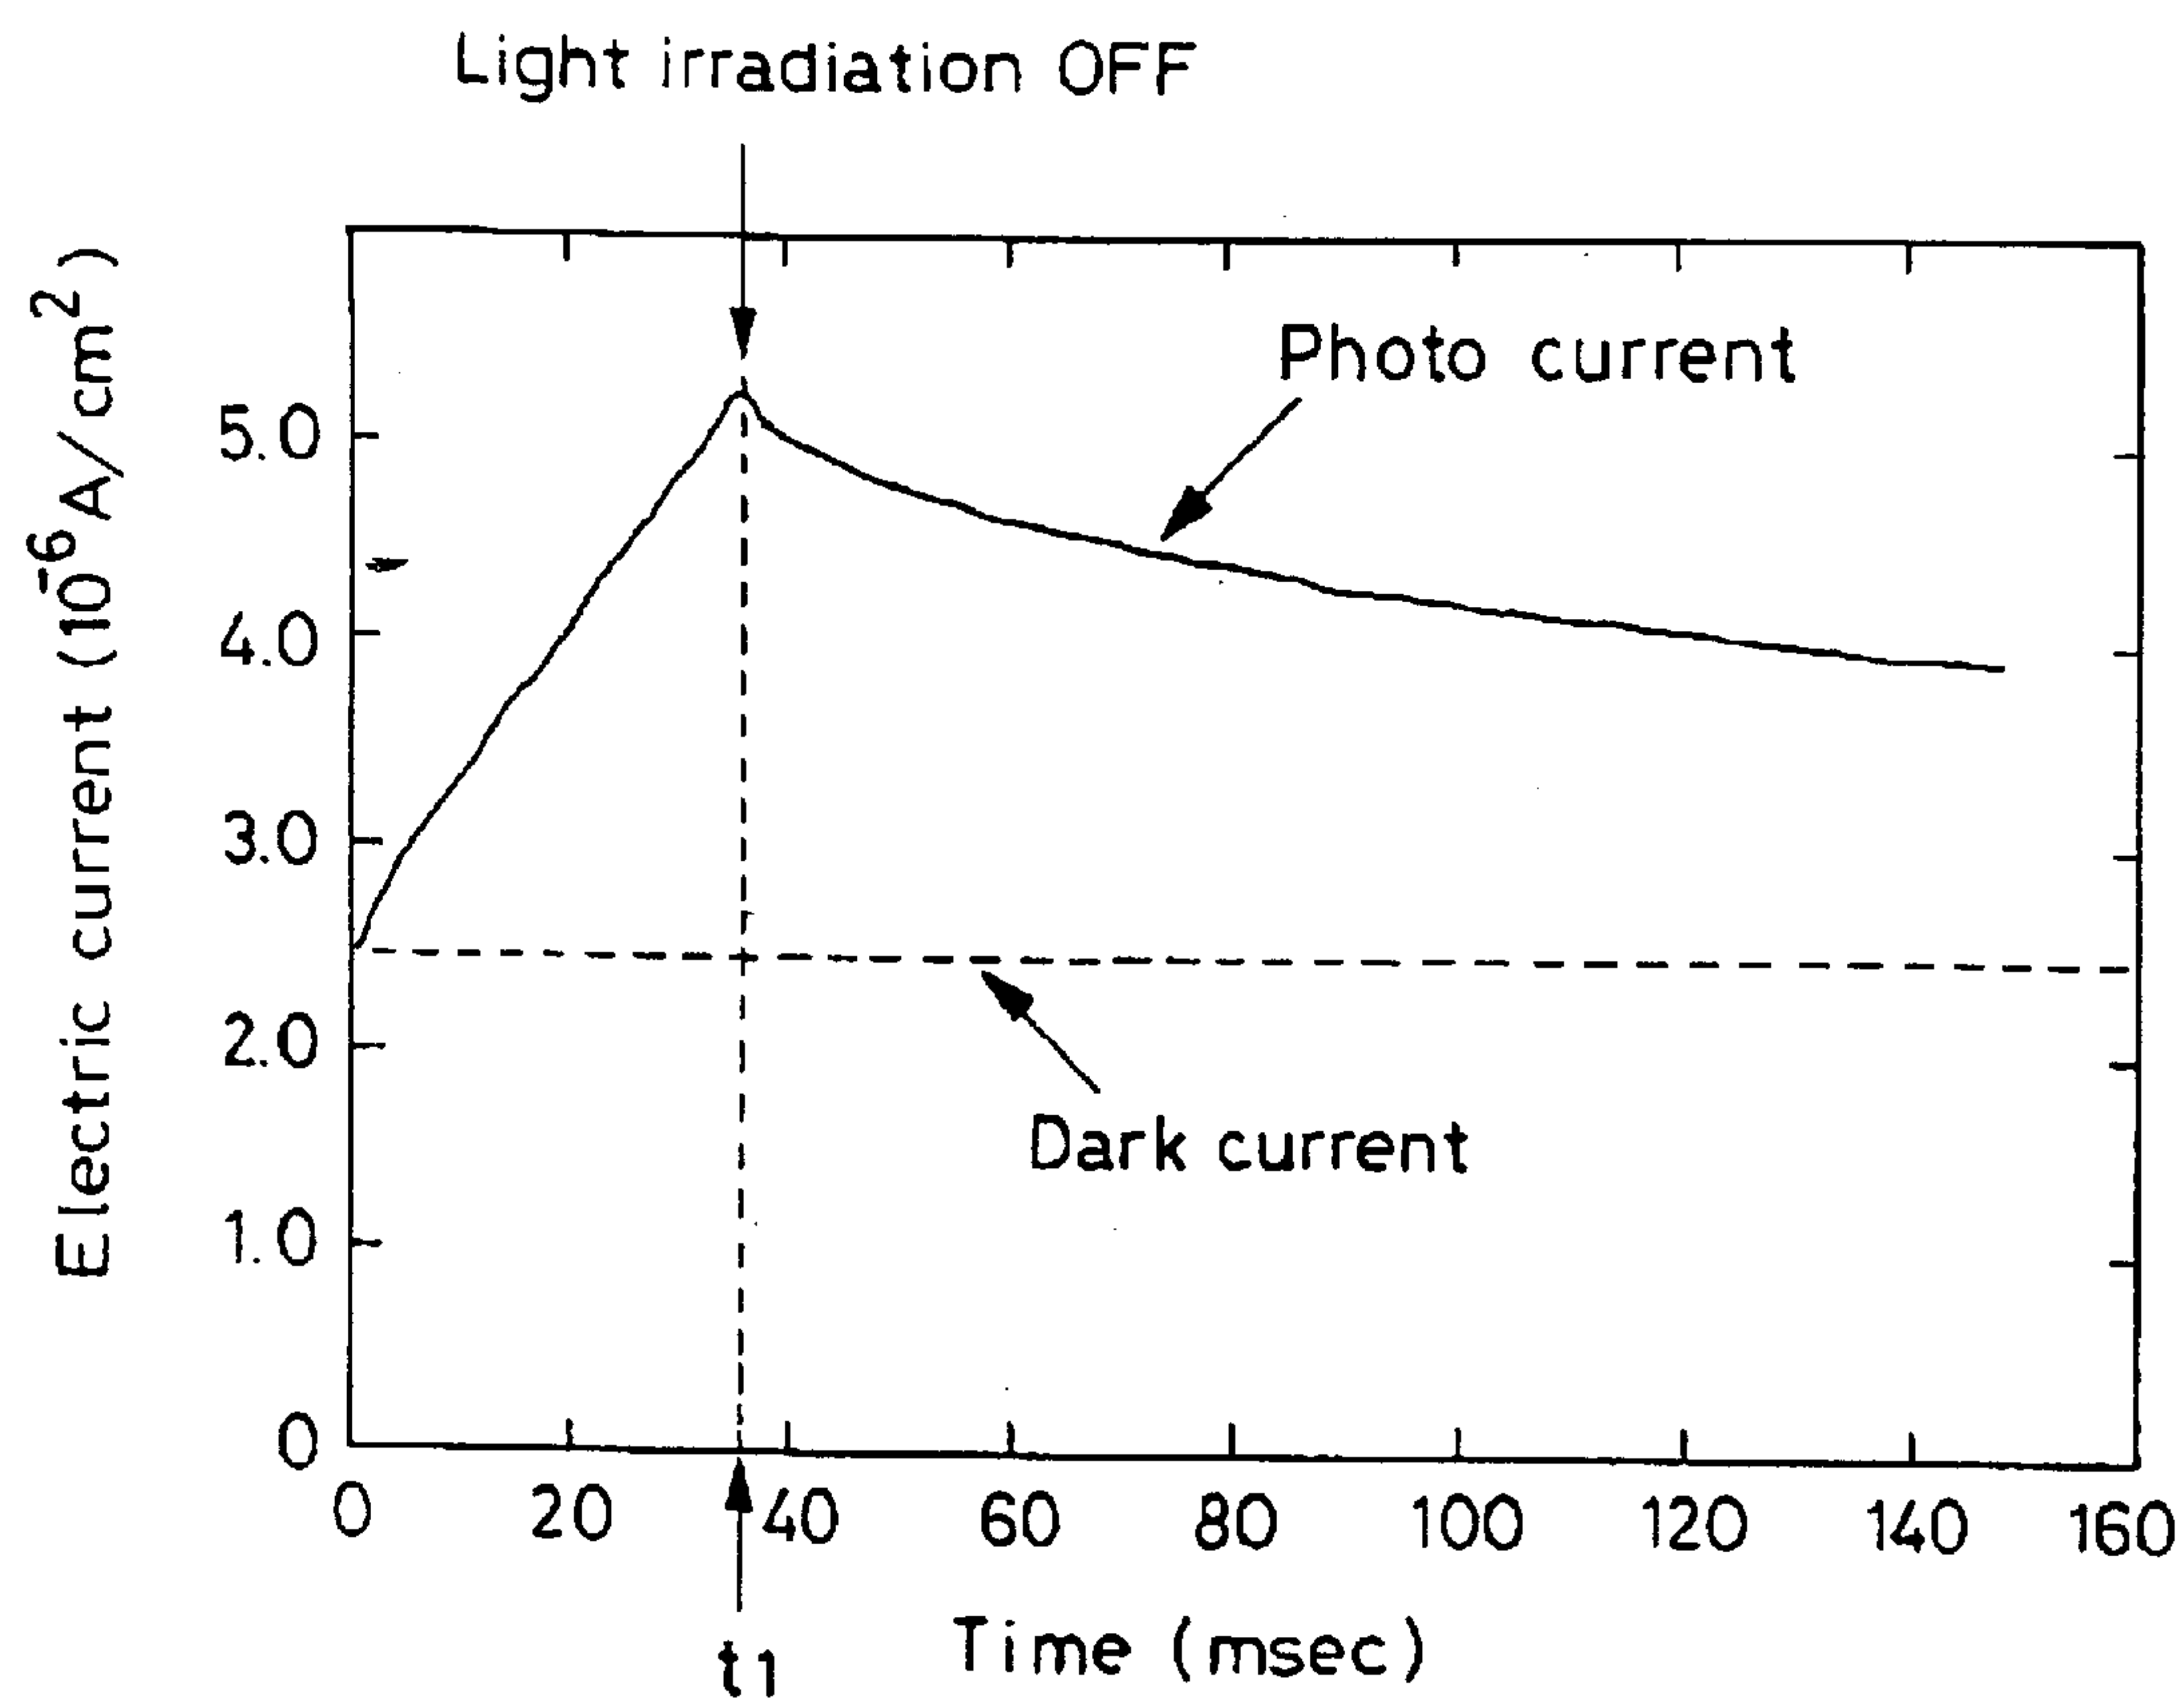 Light irradiation OFF
Electric current (10⁻⁶A/cm²)
5.0
4.0
3.0
2.0
1.0
0
Photo current
Dark current
0 20 40 60 80 100 120 140 160
t1
Time (msec)